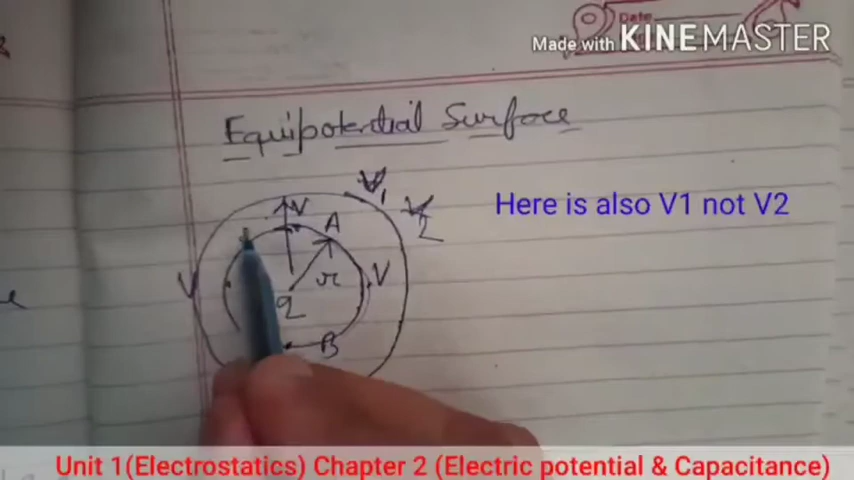 Date
Made with KINEMASTER
Equipotential Surface
V1
V2
Here is also V1 not V2
V
A
V
r
V
q
B
Unit 1(Electrostatics) Chapter 2 (Electric potential & Capacitance)